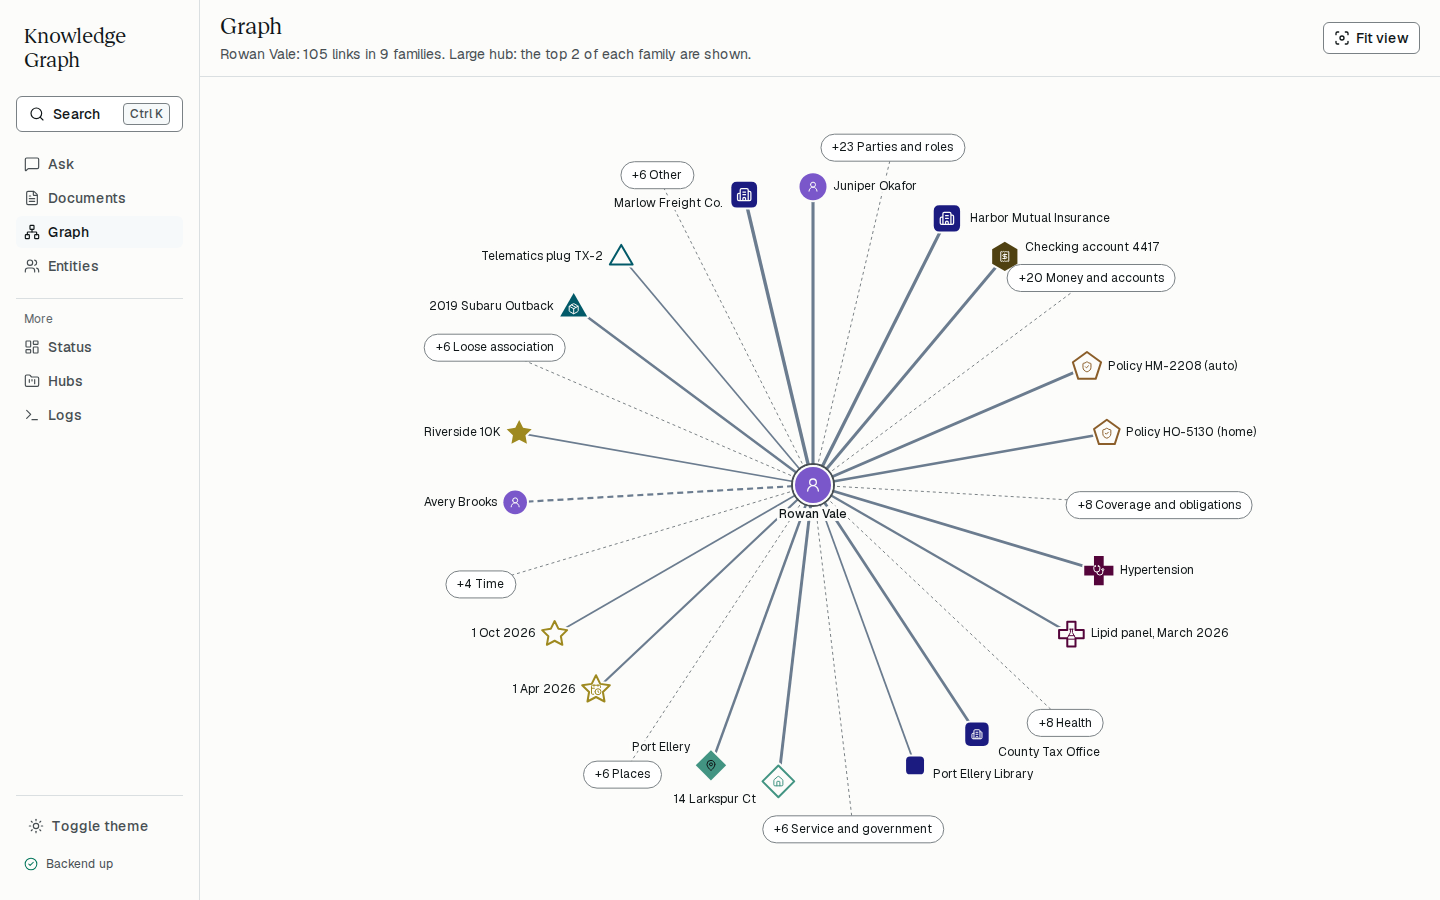 Knowledge
Graph
Search
Ctrl K
Ask
Documents
Graph
Entities
More
Status
Hubs
Logs
Toggle theme
Backend up
Graph
Rowan Vale: 105 links in 9 families. Large hub: the top 2 of each family are shown.
Fit view
+23 Parties and roles
+6 Other
Juniper Okafor
Marlow Freight Co.
Harbor Mutual Insurance
Checking account 4417
Telematics plug TX-2
+20 Money and accounts
2019 Subaru Outback
+6 Loose association
Policy HM-2208 (auto)
Riverside 10K
Policy HO-5130 (home)
Avery Brooks
+8 Coverage and obligations
Rowan Vale
Hypertension
+4 Time
1 Oct 2026
Lipid panel, March 2026
1 Apr 2026
+8 Health
Port Ellery
County Tax Office
+6 Places
Port Ellery Library
14 Larkspur Ct
+6 Service and government